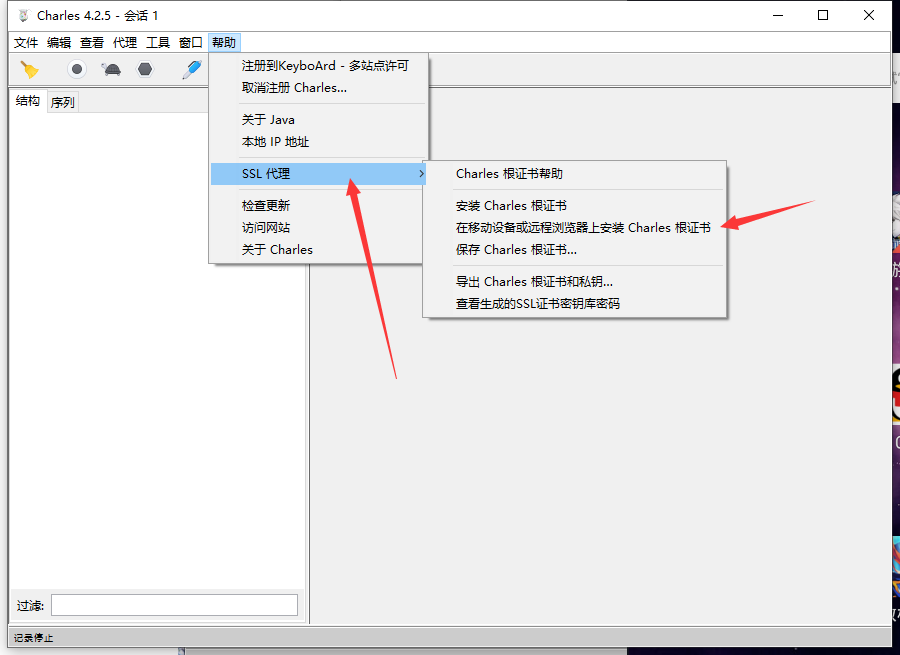 Charles 4.2.5 - 会话 1
文件 编辑 查看 代理 工具 窗口 帮助
注册到KeyboArd - 多站点许可
取消注册 Charles...
关于 Java
本地 IP 地址
SSL 代理
检查更新
访问网站
关于 Charles
Charles 根证书帮助
安装 Charles 根证书
在移动设备或远程浏览器上安装 Charles 根证书
保存 Charles 根证书...
导出 Charles 根证书和私钥...
查看生成的SSL证书密钥库密码
结构 序列
过滤:
记录停止